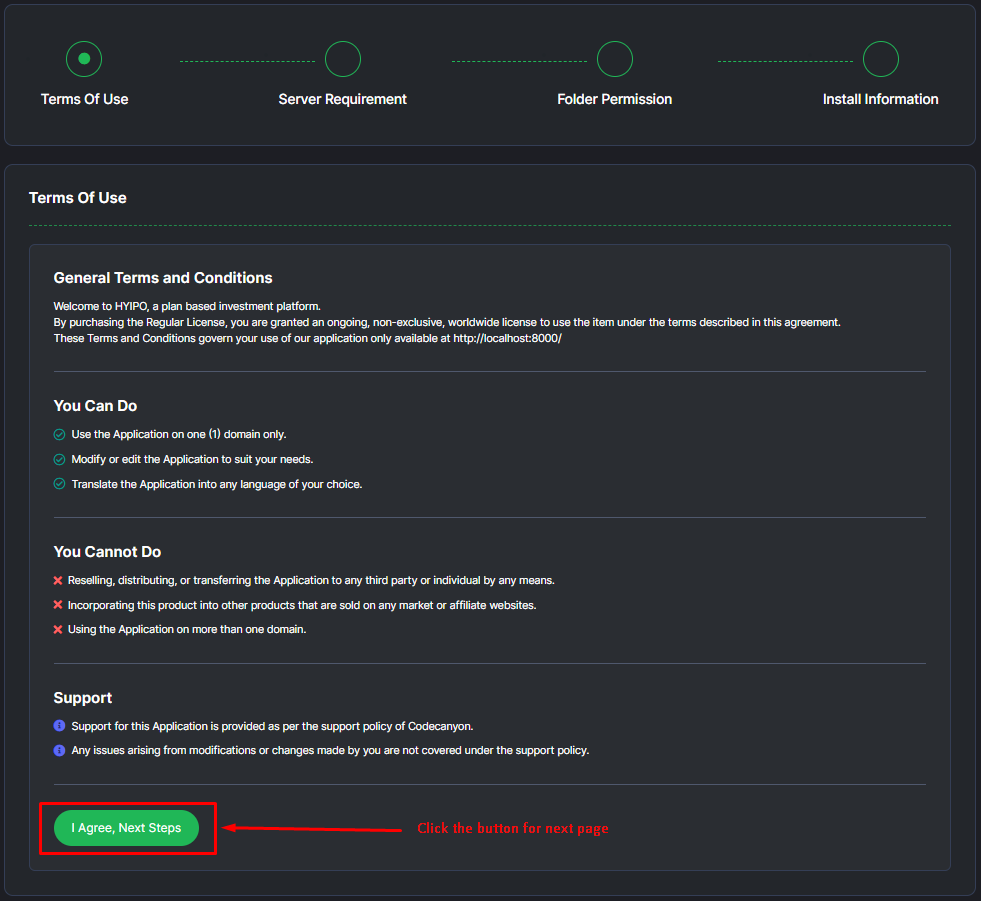 Terms Of Use
Server Requirement
Folder Permission
Install Information
Terms Of Use
General Terms and Conditions
Welcome to HYIPO, a plan based investment platform.
By purchasing the Regular License, you are granted an ongoing, non-exclusive, worldwide license to use the item under the terms described in this agreement.
These Terms and Conditions govern your use of our application only available at http://localhost:8000/
You Can Do
Use the Application on one (1) domain only.
Modify or edit the Application to suit your needs.
Translate the Application into any language of your choice.
You Cannot Do
Reselling, distributing, or transferring the Application to any third party or individual by any means.
Incorporating this product into other products that are sold on any market or affiliate websites.
Using the Application on more than one domain.
Support
Support for this Application is provided as per the support policy of Codecanyon.
Any issues arising from modifications or changes made by you are not covered under the support policy.
I Agree, Next Steps
Click the button for next page